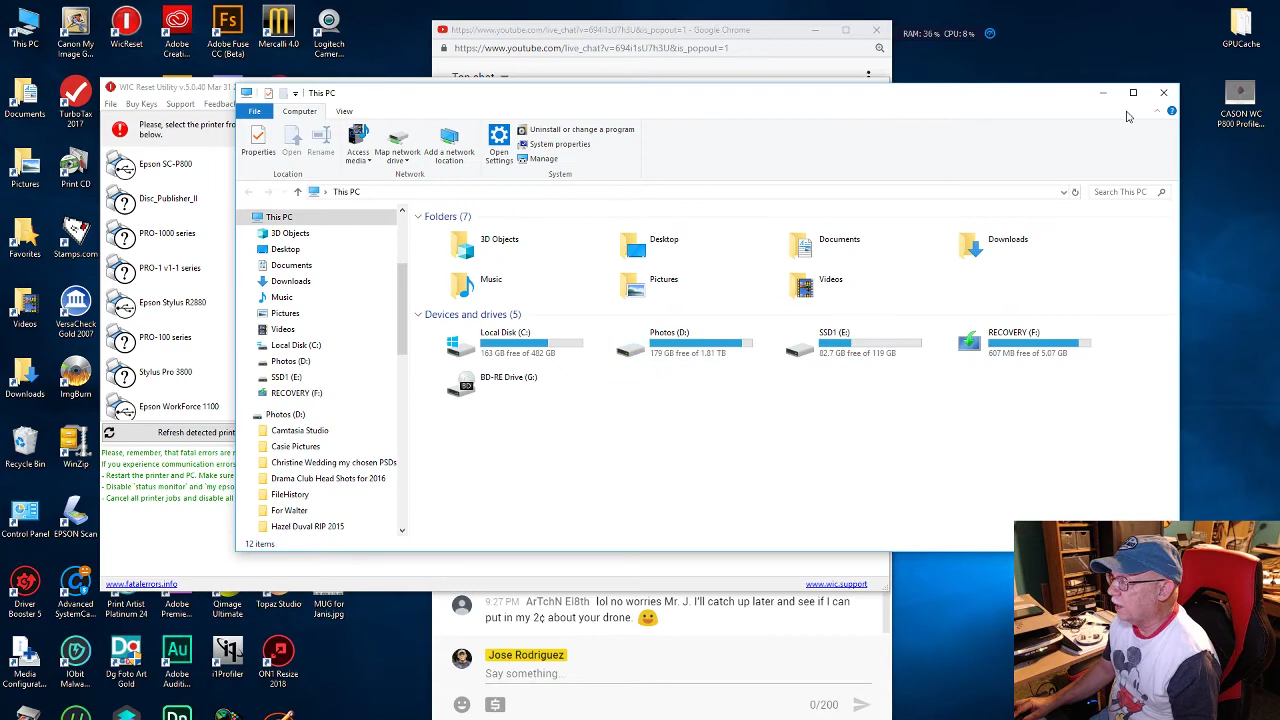 This PC
Canon My
Image G...
WicReset
Adobe
Creati...
Adobe Fuse
CC (Beta)
Mercalli 4.0
Logitech
Camer...
Documents
TurboTax
2017
Pictures
Print CD
Favorites
Stamps.com
Videos
VersaCheck
Gold 2007
Downloads
ImgBurn
Recycle Bin
WinZip
Control Panel
EPSON Scan
Driver
Booster 5
Advanced
SystemCa...
Print Artist
Platinum 24
Adobe
Premie...
Qimage
Ultimate
Topaz Studio
MUG for
Janis.jpg
Media
Configurat...
IObit
Malwa...
Dg Foto Art
Gold
Adobe
Auditi...
i1Profiler
ON1 Resize
2018
https://www.youtube.com/live_chat?v=694i1sU7h3U&is_popout=1 - Google Chrome
https://www.youtube.com/live_chat?v=694i1sU7h3U&is_popout=1
Top chat
RAM: 36 % CPU: 8 %
GPUCache
CASON WC
P800 Profile...
WIC Reset Utility v.5.0.40 Mar 31
File Buy Keys Support Feedback
Please, select the printer fro
below.
Epson SC-P800
Disc_Publisher_II
PRO-1000 series
PRO-1 v1-1 series
Epson Stylus R2880
PRO-100 series
Stylus Pro 3800
Epson WorkForce 1100
Refresh detected print
Please, remember, that fatal errors are
If you experience communication errors
- Restart the printer and PC. Make sure
- Disable 'status monitor' and 'my epso
- Cancel all printer jobs and disable all
www.fatalerrors.info
www.wic.support
This PC
File Computer View
Properties
Open
Rename
Location
Access
media
Map network
drive
Add a network
location
Network
Open
Settings
Uninstall or change a program
System properties
Manage
System
This PC
Search This PC
This PC
3D Objects
Desktop
Documents
Downloads
Music
Pictures
Videos
Local Disk (C:)
Photos (D:)
SSD1 (E:)
RECOVERY (F:)
Photos (D:)
Camtasia Studio
Casie Pictures
Christine Wedding my chosen PSDs
Drama Club Head Shots for 2016
FileHistory
For Walter
Hazel Duval RIP 2015
Folders (7)
3D Objects
Desktop
Documents
Downloads
Music
Pictures
Videos
Devices and drives (5)
Local Disk (C:)
163 GB free of 482 GB
Photos (D:)
179 GB free of 1.81 TB
SSD1 (E:)
82.7 GB free of 119 GB
RECOVERY (F:)
607 MB free of 5.07 GB
BD-RE Drive (G:)
12 items
9:27 PM ArTchN El8th lol no worries Mr. J. I'll catch up later and see if I can
put in my 2¢ about your drone.
Jose Rodriguez
Say something...
0/200